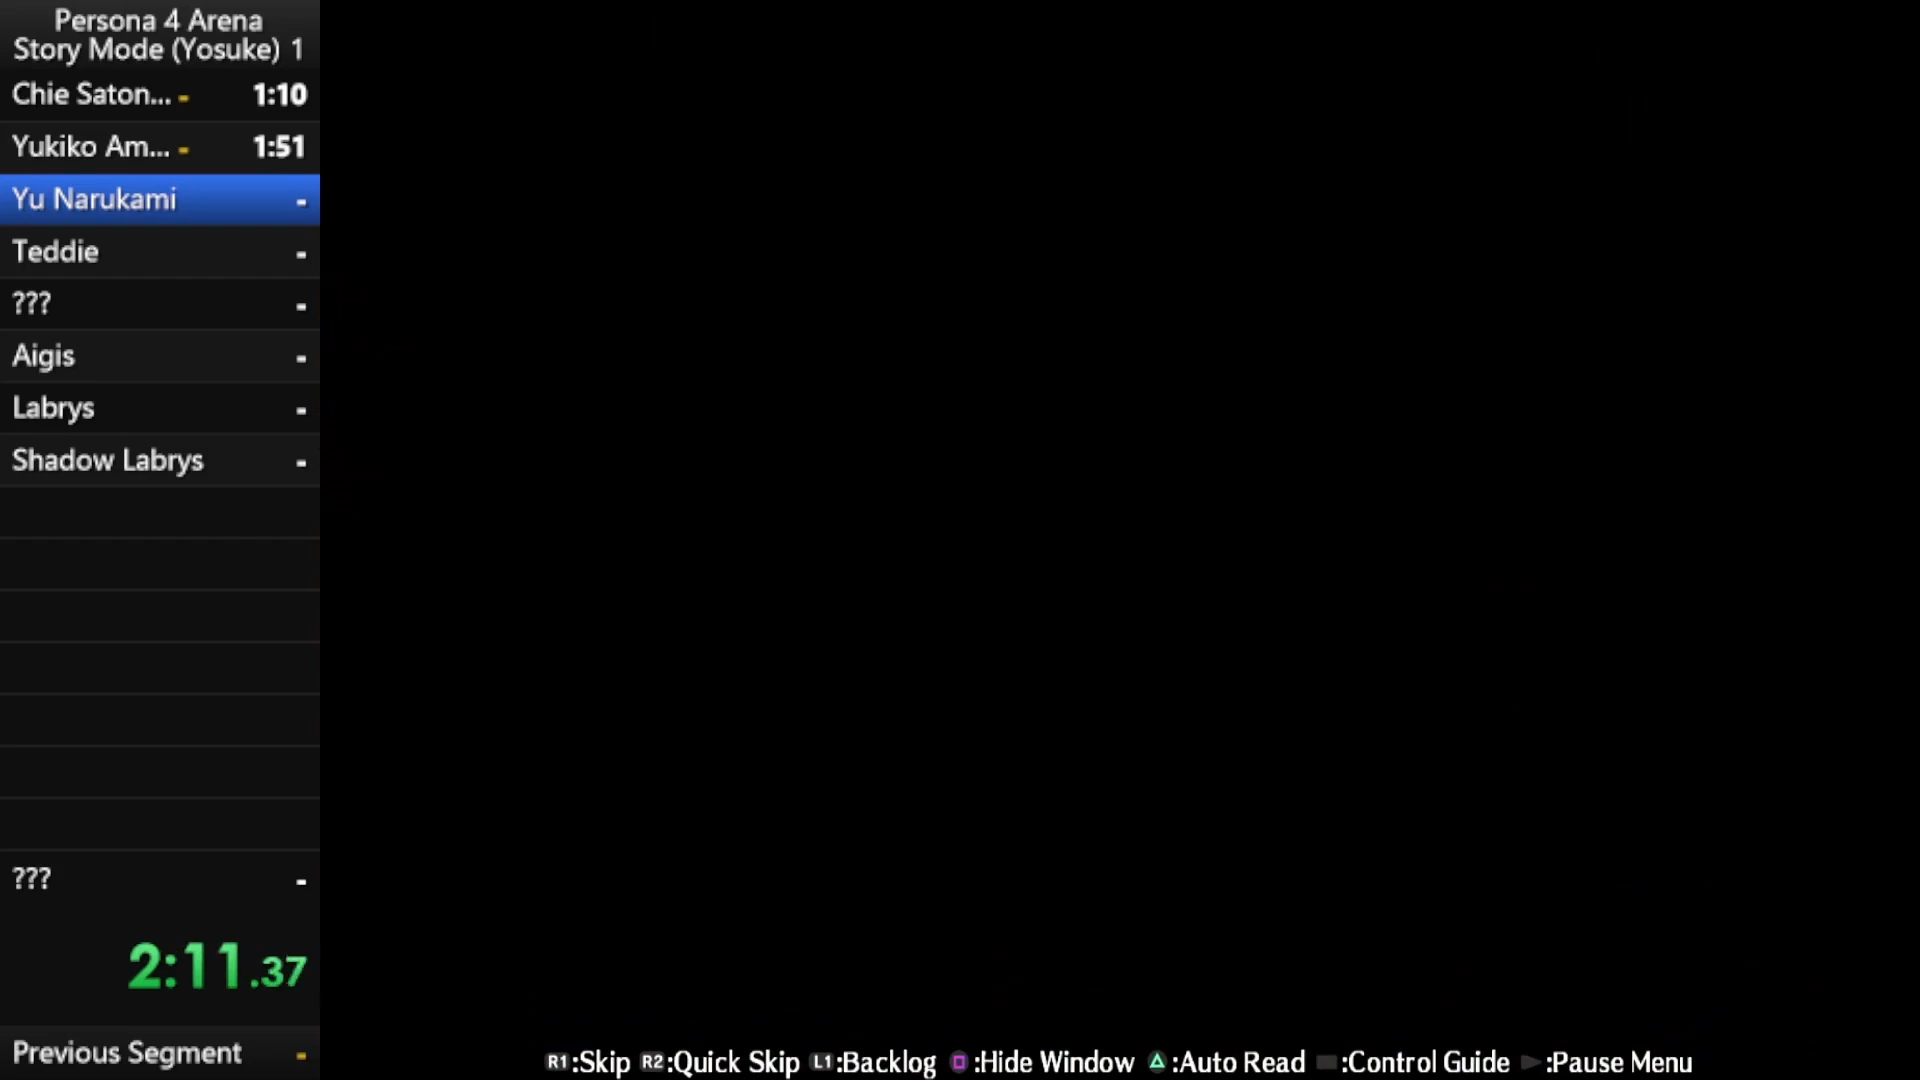 Persona 4 Arena
Story Mode (Yosuke) 1
Chie Saton... - 1:10
Yukiko Am... - 1:51
Yu Narukami -
Teddie -
??? -
Aigis -
Labrys -
Shadow Labrys -
??? -
2:11.37
Previous Segment -
R1:Skip R2:Quick Skip L1:Backlog :Hide Window :Auto Read :Control Guide :Pause Menu